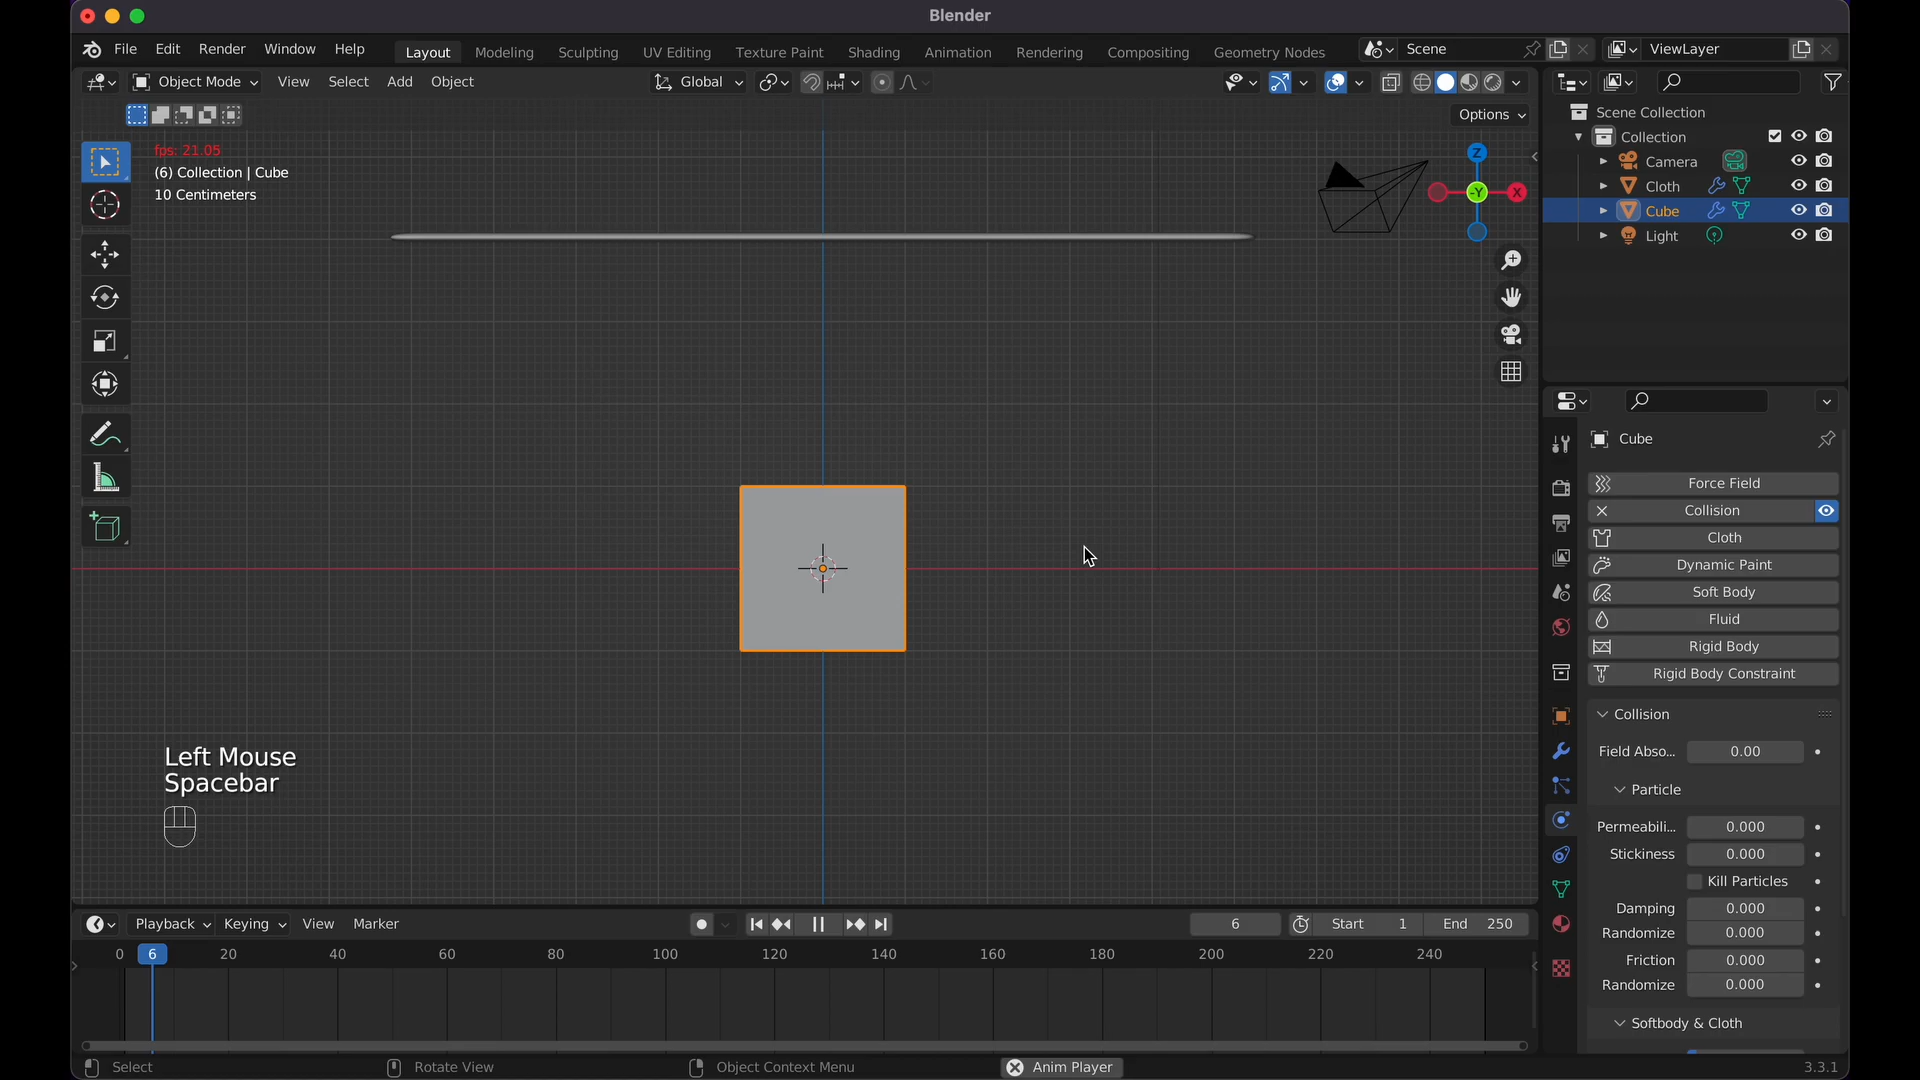 Blender
File Edit Render Window Help Layout Modeling Sculpting UV Editing Texture Paint Shading Animation Rendering Compositing Geometry Nodes Scene ViewLayer
Object Mode View Select Add Object Global
Options
fps: 21.05
(6) Collection | Cube
10 Centimeters
Z
-Y X
Scene Collection
Collection
Camera
Cloth
Cube
Light
Cube
Force Field
Collision
Cloth
Dynamic Paint
Soft Body
Fluid
Rigid Body
Rigid Body Constraint
Collision
Field Abso... 0.00
Particle
Permeabili... 0.000
Stickiness 0.000
Kill Particles
Damping 0.000
Randomize 0.000
Friction 0.000
Randomize 0.000
Softbody & Cloth
Left Mouse
Spacebar
Playback Keying View Marker 6 Start 1 End 250
0 6 20 40 60 80 100 120 140 160 180 200 220 240
Select Rotate View Object Context Menu Anim Player 3.3.1